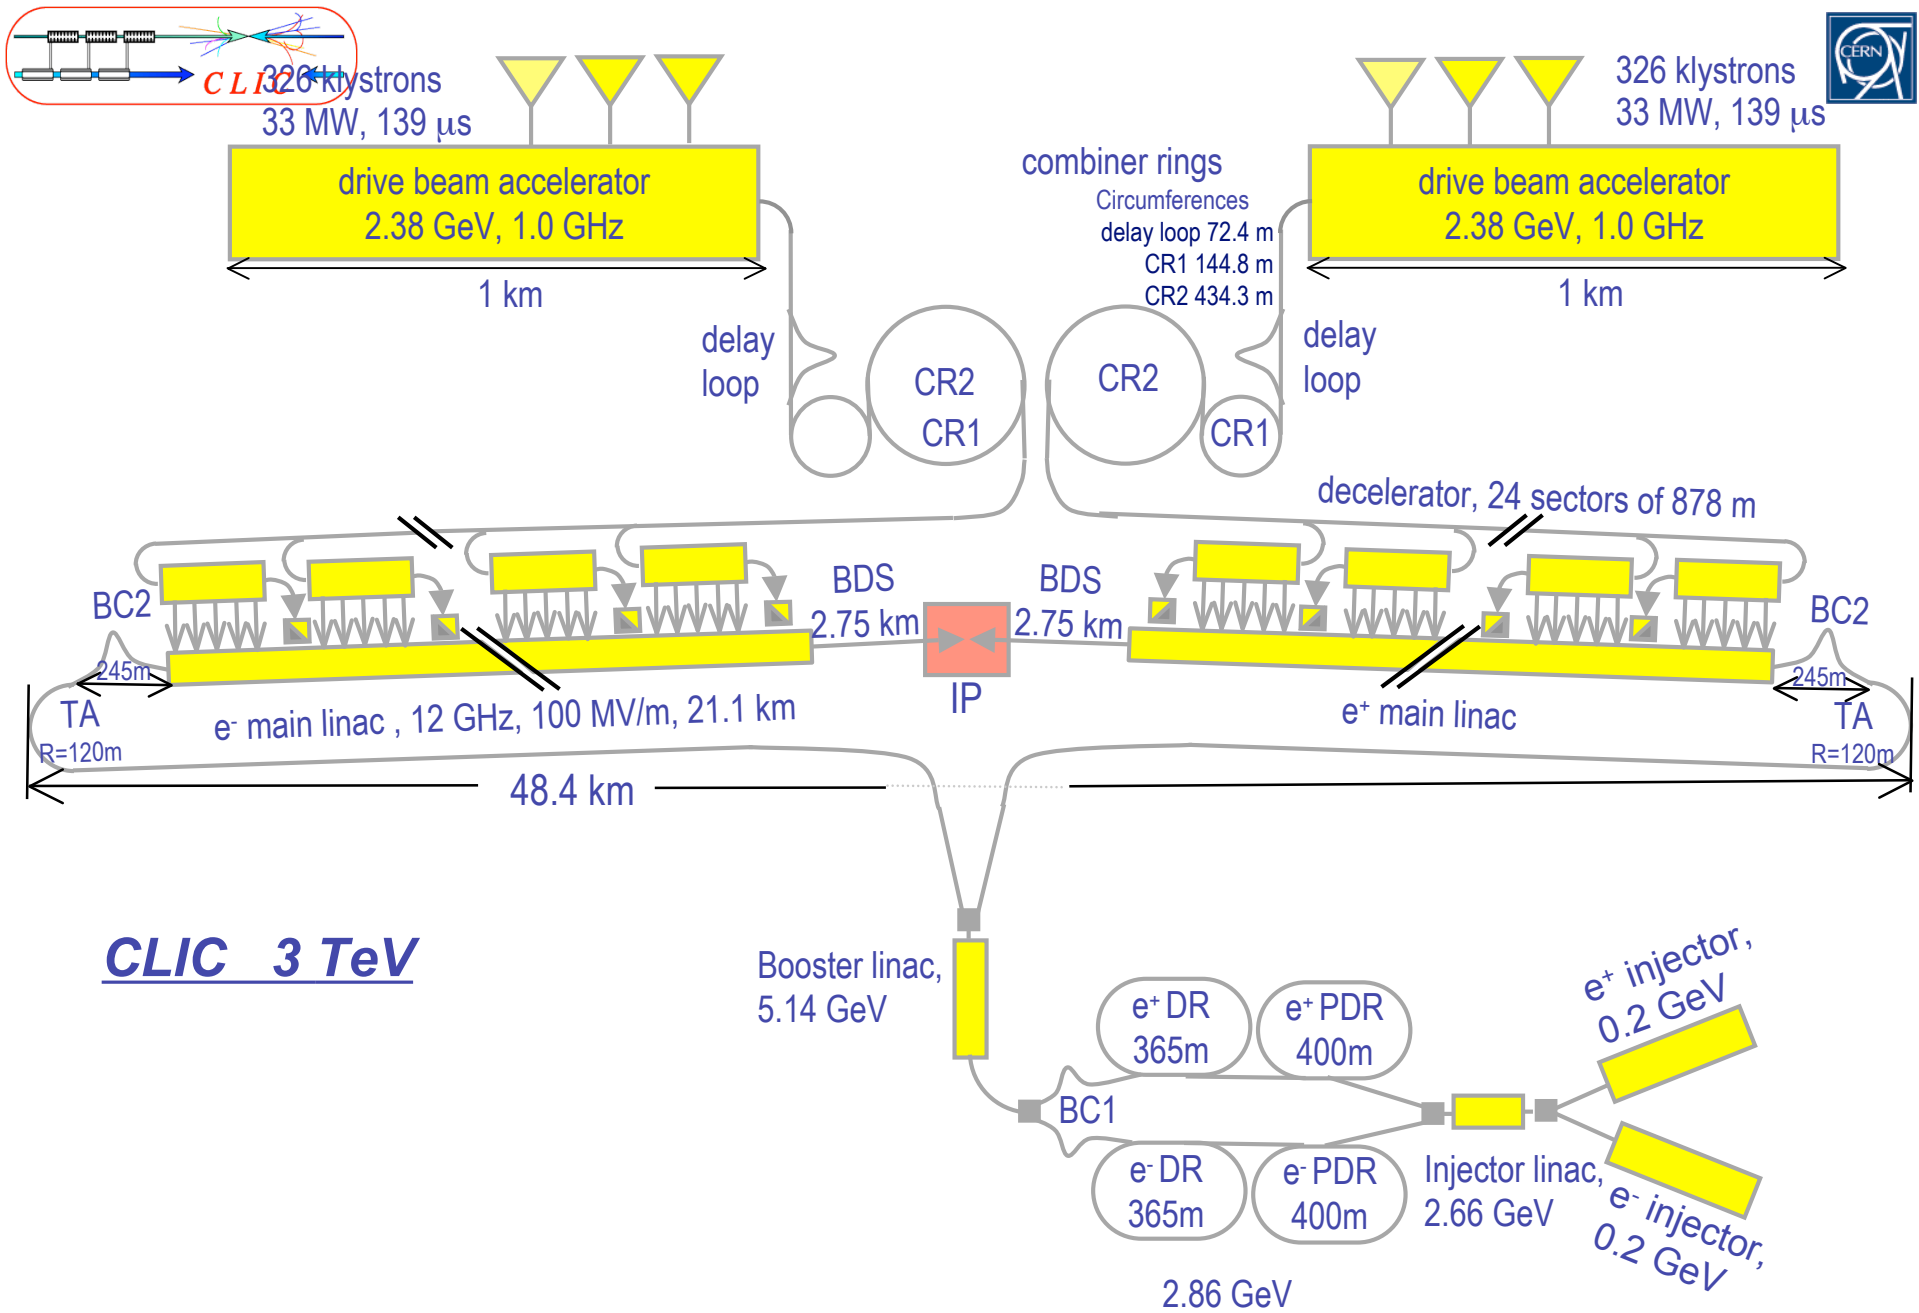 CLIC
CERN
326 klystrons
33 MW, 139 μs
326 klystrons
33 MW, 139 μs
drive beam accelerator
2.38 GeV, 1.0 GHz
1 km
combiner rings
Circumferences
delay loop 72.4 m
CR1 144.8 m
CR2 434.3 m
drive beam accelerator
2.38 GeV, 1.0 GHz
1 km
delay
loop
CR2
CR1
CR2
CR1
delay
loop
decelerator, 24 sectors of 878 m
BC2
BDS
2.75 km
BDS
2.75 km
BC2
245m
IP
245m
TA
R=120m
e- main linac , 12 GHz, 100 MV/m, 21.1 km
e+ main linac
TA
R=120m
48.4 km
CLIC 3 TeV
Booster linac,
5.14 GeV
e+ DR
365m
e+ PDR
400m
e+ injector,
0.2 GeV
BC1
e- DR
365m
e- PDR
400m
Injector linac,
2.66 GeV
e- injector,
0.2 GeV
2.86 GeV